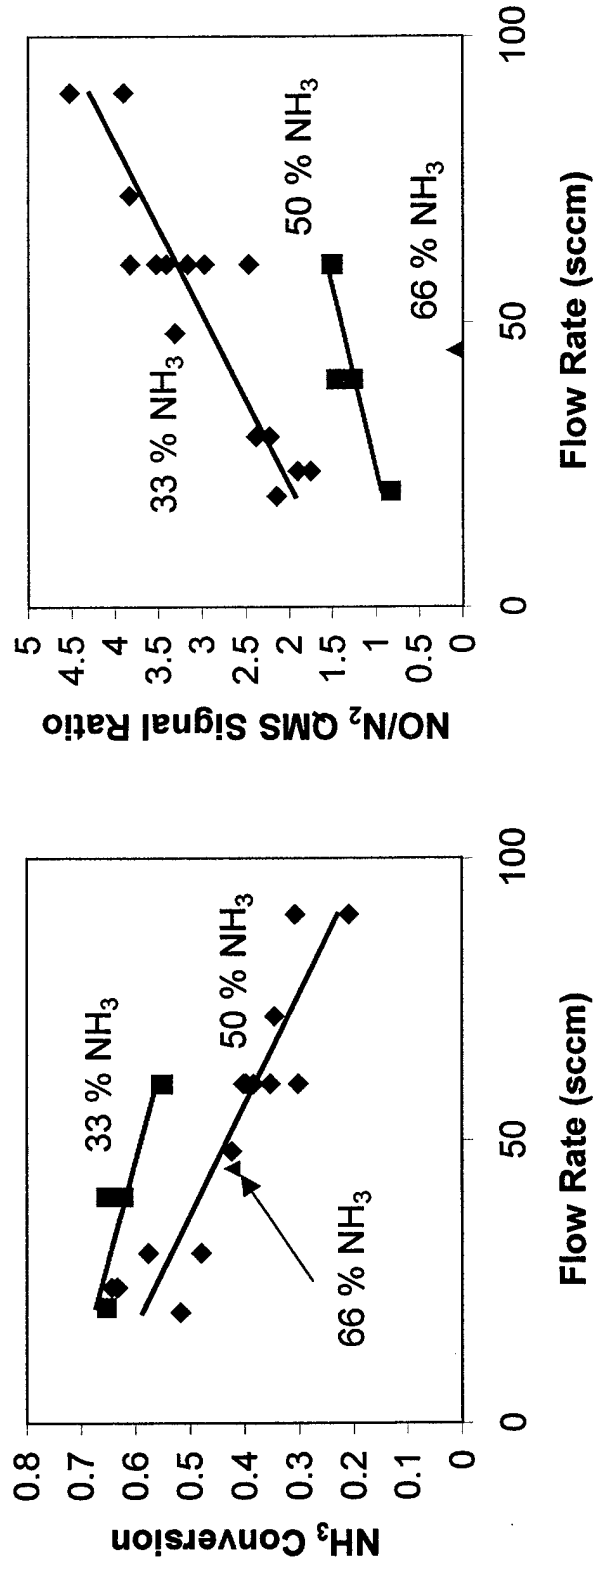 NH3 Conversion
0.8
0.7
0.6
0.5
0.4
0.3
0.2
0.1
0
33 % NH3
50 % NH3
66 % NH3
0
50
100
Flow Rate (sccm)
NO/N2 QMS Signal Ratio
5
4.5
4
3.5
3
2.5
2
1.5
1
0.5
0
33 % NH3
50 % NH3
66 % NH3
0
50
100
Flow Rate (sccm)